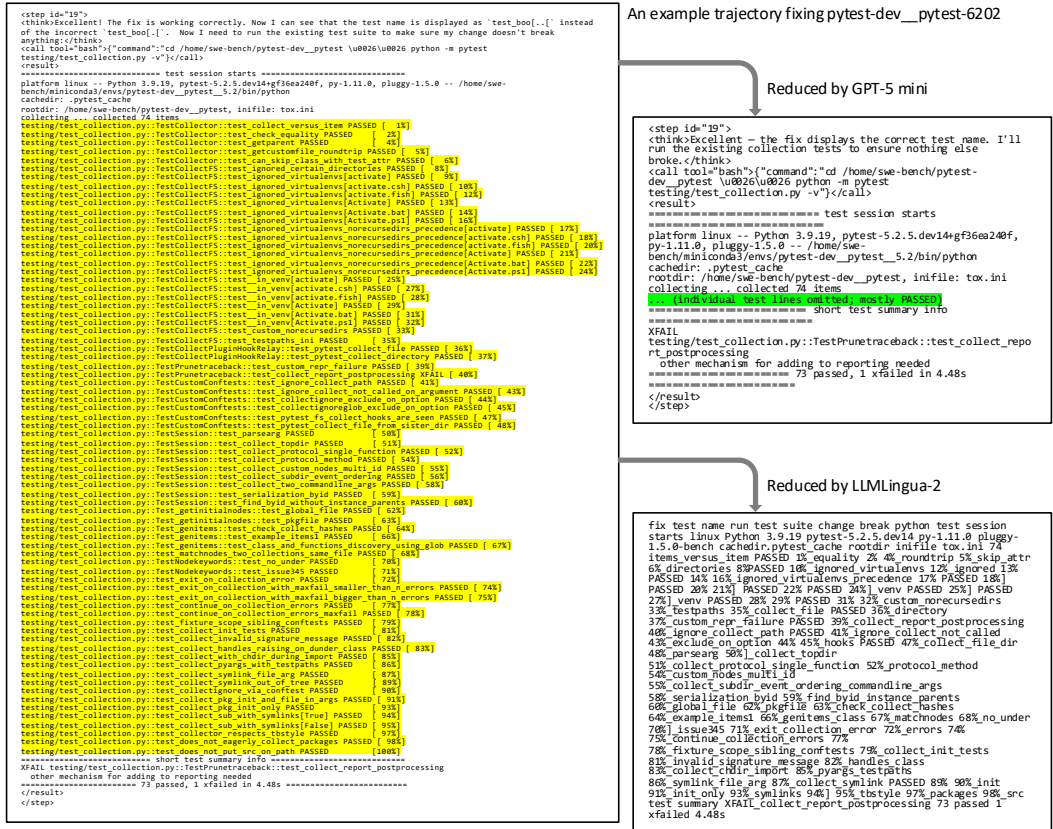 <step id="19">
<think>Excellent! The fix is working correctly. Now I can see that the test name is displayed as `test_boo[..[` instead
of the incorrect `test_boo[.[`.  Now I need to run the existing test suite to make sure my change doesn't break
anything:</think>
<call tool="bash">{"command":"cd /home/swe-bench/pytest-dev__pytest \u0026\u0026 python -m pytest
testing/test_collection.py -v"}</call>
<result>
============================= test session starts ==============================
platform linux -- Python 3.9.19, pytest-5.2.5.dev14+gf36ea240f, py-1.11.0, pluggy-1.5.0 -- /home/swe-
bench/miniconda3/envs/pytest-dev__pytest__5.2/bin/python
cachedir: .pytest_cache
rootdir: /home/swe-bench/pytest-dev__pytest, inifile: tox.ini
collecting ... collected 74 items
testing/test_collection.py::TestCollector::test_collect_versus_item PASSED [  1%]
testing/test_collection.py::TestCollector::test_check_equality PASSED    [  2%]
testing/test_collection.py::TestCollector::test_getparent PASSED         [  4%]
testing/test_collection.py::TestCollector::test_getcustomfile_roundtrip PASSED [  5%]
testing/test_collection.py::TestCollector::test_can_skip_class_with_test_attr PASSED [  6%]
testing/test_collection.py::TestCollectFS::test_ignored_certain_directories PASSED [  8%]
testing/test_collection.py::TestCollectFS::test_ignored_virtualenvs[activate] PASSED [  9%]
testing/test_collection.py::TestCollectFS::test_ignored_virtualenvs[activate.csh] PASSED [ 10%]
testing/test_collection.py::TestCollectFS::test_ignored_virtualenvs[activate.fish] PASSED [ 12%]
testing/test_collection.py::TestCollectFS::test_ignored_virtualenvs[Activate] PASSED [ 13%]
testing/test_collection.py::TestCollectFS::test_ignored_virtualenvs[Activate.bat] PASSED [ 14%]
testing/test_collection.py::TestCollectFS::test_ignored_virtualenvs[Activate.ps1] PASSED [ 16%]
testing/test_collection.py::TestCollectFS::test_ignored_virtualenvs_norecursedirs_precedence[activate] PASSED [ 17%]
testing/test_collection.py::TestCollectFS::test_ignored_virtualenvs_norecursedirs_precedence[activate.csh] PASSED [ 18%]
testing/test_collection.py::TestCollectFS::test_ignored_virtualenvs_norecursedirs_precedence[activate.fish] PASSED [ 20%]
testing/test_collection.py::TestCollectFS::test_ignored_virtualenvs_norecursedirs_precedence[Activate] PASSED [ 21%]
testing/test_collection.py::TestCollectFS::test_ignored_virtualenvs_norecursedirs_precedence[Activate.bat] PASSED [ 22%]
testing/test_collection.py::TestCollectFS::test_ignored_virtualenvs_norecursedirs_precedence[Activate.ps1] PASSED [ 24%]
testing/test_collection.py::TestCollectFS::test__in_venv[activate] PASSED [ 25%]
testing/test_collection.py::TestCollectFS::test__in_venv[activate.csh] PASSED [ 27%]
testing/test_collection.py::TestCollectFS::test__in_venv[activate.fish] PASSED [ 28%]
testing/test_collection.py::TestCollectFS::test__in_venv[Activate] PASSED [ 29%]
testing/test_collection.py::TestCollectFS::test__in_venv[Activate.bat] PASSED [ 31%]
testing/test_collection.py::TestCollectFS::test__in_venv[Activate.ps1] PASSED [ 32%]
testing/test_collection.py::TestCollectFS::test_custom_norecursedirs PASSED [ 33%]
testing/test_collection.py::TestCollectFS::test_testpaths_ini PASSED     [ 35%]
testing/test_collection.py::TestCollectPluginHookRelay::test_pytest_collect_file PASSED [ 36%]
testing/test_collection.py::TestCollectPluginHookRelay::test_pytest_collect_directory PASSED [ 37%]
testing/test_collection.py::TestPrunetraceback::test_custom_repr_failure PASSED [ 39%]
testing/test_collection.py::TestPrunetraceback::test_collect_report_postprocessing XFAIL [ 40%]
testing/test_collection.py::TestCustomConftests::test_ignore_collect_path PASSED [ 41%]
testing/test_collection.py::TestCustomConftests::test_ignore_collect_not_called_on_argument PASSED [ 43%]
testing/test_collection.py::TestCustomConftests::test_collectignore_exclude_on_option PASSED [ 44%]
testing/test_collection.py::TestCustomConftests::test_collectignoreglob_exclude_on_option PASSED [ 45%]
testing/test_collection.py::TestCustomConftests::test_pytest_fs_collect_hooks_are_seen PASSED [ 47%]
testing/test_collection.py::TestCustomConftests::test_pytest_collect_file_from_sister_dir PASSED [ 48%]
testing/test_collection.py::TestSession::test_parsearg PASSED            [ 50%]
testing/test_collection.py::TestSession::test_collect_topdir PASSED      [ 51%]
testing/test_collection.py::TestSession::test_collect_protocol_single_function PASSED [ 52%]
testing/test_collection.py::TestSession::test_collect_protocol_method PASSED [ 54%]
testing/test_collection.py::TestSession::test_collect_custom_nodes_multi_id PASSED [ 55%]
testing/test_collection.py::TestSession::test_collect_subdir_event_ordering PASSED [ 56%]
testing/test_collection.py::TestSession::test_collect_two_commandline_args PASSED [ 58%]
testing/test_collection.py::TestSession::test_serialization_byid PASSED  [ 59%]
testing/test_collection.py::TestSession::test_find_byid_without_instance_parents PASSED [ 60%]
testing/test_collection.py::Test_getinitialnodes::test_global_file PASSED [ 62%]
testing/test_collection.py::Test_getinitialnodes::test_pkgfile PASSED    [ 63%]
testing/test_collection.py::Test_genitems::test_check_collect_hashes PASSED [ 64%]
testing/test_collection.py::Test_genitems::test_example_items1 PASSED    [ 66%]
testing/test_collection.py::Test_genitems::test_class_and_functions_discovery_using_glob PASSED [ 67%]
testing/test_collection.py::test_matchnodes_two_collections_same_file PASSED [ 68%]
testing/test_collection.py::TestNodekeywords::test_no_under PASSED       [ 70%]
testing/test_collection.py::TestNodekeywords::test_issue345 PASSED       [ 71%]
testing/test_collection.py::test_exit_on_collection_error PASSED         [ 72%]
testing/test_collection.py::test_exit_on_collection_with_maxfail_smaller_than_n_errors PASSED [ 74%]
testing/test_collection.py::test_exit_on_collection_with_maxfail_bigger_than_n_errors PASSED [ 75%]
testing/test_collection.py::test_continue_on_collection_errors PASSED    [ 77%]
testing/test_collection.py::test_continue_on_collection_errors_maxfail PASSED [ 78%]
testing/test_collection.py::test_fixture_scope_sibling_conftests PASSED  [ 79%]
testing/test_collection.py::test_collect_init_tests PASSED               [ 81%]
testing/test_collection.py::test_collect_invalid_signature_message PASSED [ 82%]
testing/test_collection.py::test_collect_handles_raising_on_dunder_class PASSED [ 83%]
testing/test_collection.py::test_collect_with_chdir_during_import PASSED [ 85%]
testing/test_collection.py::test_collect_pyargs_with_testpaths PASSED    [ 86%]
testing/test_collection.py::test_collect_symlink_file_arg PASSED         [ 87%]
testing/test_collection.py::test_collect_symlink_out_of_tree PASSED      [ 89%]
testing/test_collection.py::test_collectignore_via_conftest PASSED       [ 90%]
testing/test_collection.py::test_collect_pkg_init_and_file_in_args PASSED [ 91%]
testing/test_collection.py::test_collect_pkg_init_only PASSED            [ 93%]
testing/test_collection.py::test_collect_sub_with_symlinks[True] PASSED  [ 94%]
testing/test_collection.py::test_collect_sub_with_symlinks[False] PASSED [ 95%]
testing/test_collection.py::test_collector_respects_tbstyle PASSED       [ 97%]
testing/test_collection.py::test_does_not_eagerly_collect_packages PASSED [ 98%]
testing/test_collection.py::test_does_not_put_src_on_path PASSED         [100%]
=========================== short test summary info ============================
XFAIL testing/test_collection.py::TestPrunetraceback::test_collect_report_postprocessing
  other mechanism for adding to reporting needed
======================== 73 passed, 1 xfailed in 4.48s =========================
</result>
</step>
An example trajectory fixing pytest-dev__pytest-6202
Reduced by GPT-5 mini
<step id="19">
<think>Excellent — the fix displays the correct test name. I'll
run the existing collection tests to ensure nothing else
broke.</think>
<call tool="bash">{"command":"cd /home/swe-bench/pytest-
dev__pytest \u0026\u0026 python -m pytest
testing/test_collection.py -v"}</call>
<result>
============================= test session starts
==============================
platform linux -- Python 3.9.19, pytest-5.2.5.dev14+gf36ea240f,
py-1.11.0, pluggy-1.5.0 -- /home/swe-
bench/miniconda3/envs/pytest-dev__pytest__5.2/bin/python
cachedir: .pytest_cache
rootdir: /home/swe-bench/pytest-dev__pytest, inifile: tox.ini
collecting ... collected 74 items
... (individual test lines omitted; mostly PASSED)
=========================== short test summary info
============================
XFAIL
testing/test_collection.py::TestPrunetraceback::test_collect_repo
rt_postprocessing
  other mechanism for adding to reporting needed
======================== 73 passed, 1 xfailed in 4.48s
=========================
</result>
</step>
Reduced by LLMLingua-2
fix test name run test suite change break python test session
starts linux Python 3.9.19 pytest-5.2.5.dev14 py-1.11.0 pluggy-
1.5.0-bench cachedir.pytest_cache rootdir inifile tox.ini 74
items_versus_item PASSED 1%_equality 2% 4%_roundtrip 5%_skip_attr
6%_directories 8%PASSED 10%_ignored_virtualenvs 12%_ignored 13%
PASSED 14% 16%_ignored_virtualenvs_precedence 17% PASSED 18%]
PASSED 20% 21%] PASSED 22% PASSED 24%]_venv PASSED 25%] PASSED
27%]_venv PASSED 28% 29% PASSED 31% 32%_custom_norecursedirs
33%_testpaths 35%_collect_file PASSED 36%_directory
37%_custom_repr_failure PASSED 39%_collect_report_postprocessing
40%_ignore_collect_path PASSED 41%_ignore_collect_not_called
43%_exclude_on_option 44% 45%_hooks PASSED 47%_collect_file_dir
48%_parsearg 50%]_collect_topdir
51%_collect_protocol_single_function 52%_protocol_method
54%_custom_nodes_multi_id
55%_collect_subdir_event_ordering_commandline_args
58%_serialization_byid 59%_find_byid_instance_parents
60%_global_file 62%_pkgfile 63%_check_collect_hashes
64%_example_items1 66%_genitems_class 67%_matchnodes 68%_no_under
70%]_issue345 71%_exit_collection_error 72%_errors 74%
75%_continue_collection_errors 77%
78%_fixture_scope_sibling_conftests 79%_collect_init_tests
81%_invalid_signature_message 82%_handles_class
83%_collect_chdir_import 85%_pyargs_testpaths
86%_symlink_file_arg 87%_collect_symlink PASSED 89% 90%_init
91%_init_only 93%_symlinks 94%] 95%_tbstyle 97%_packages 98%_src
test summary XFAIL_collect_report_postprocessing 73 passed 1
xfailed 4.48s